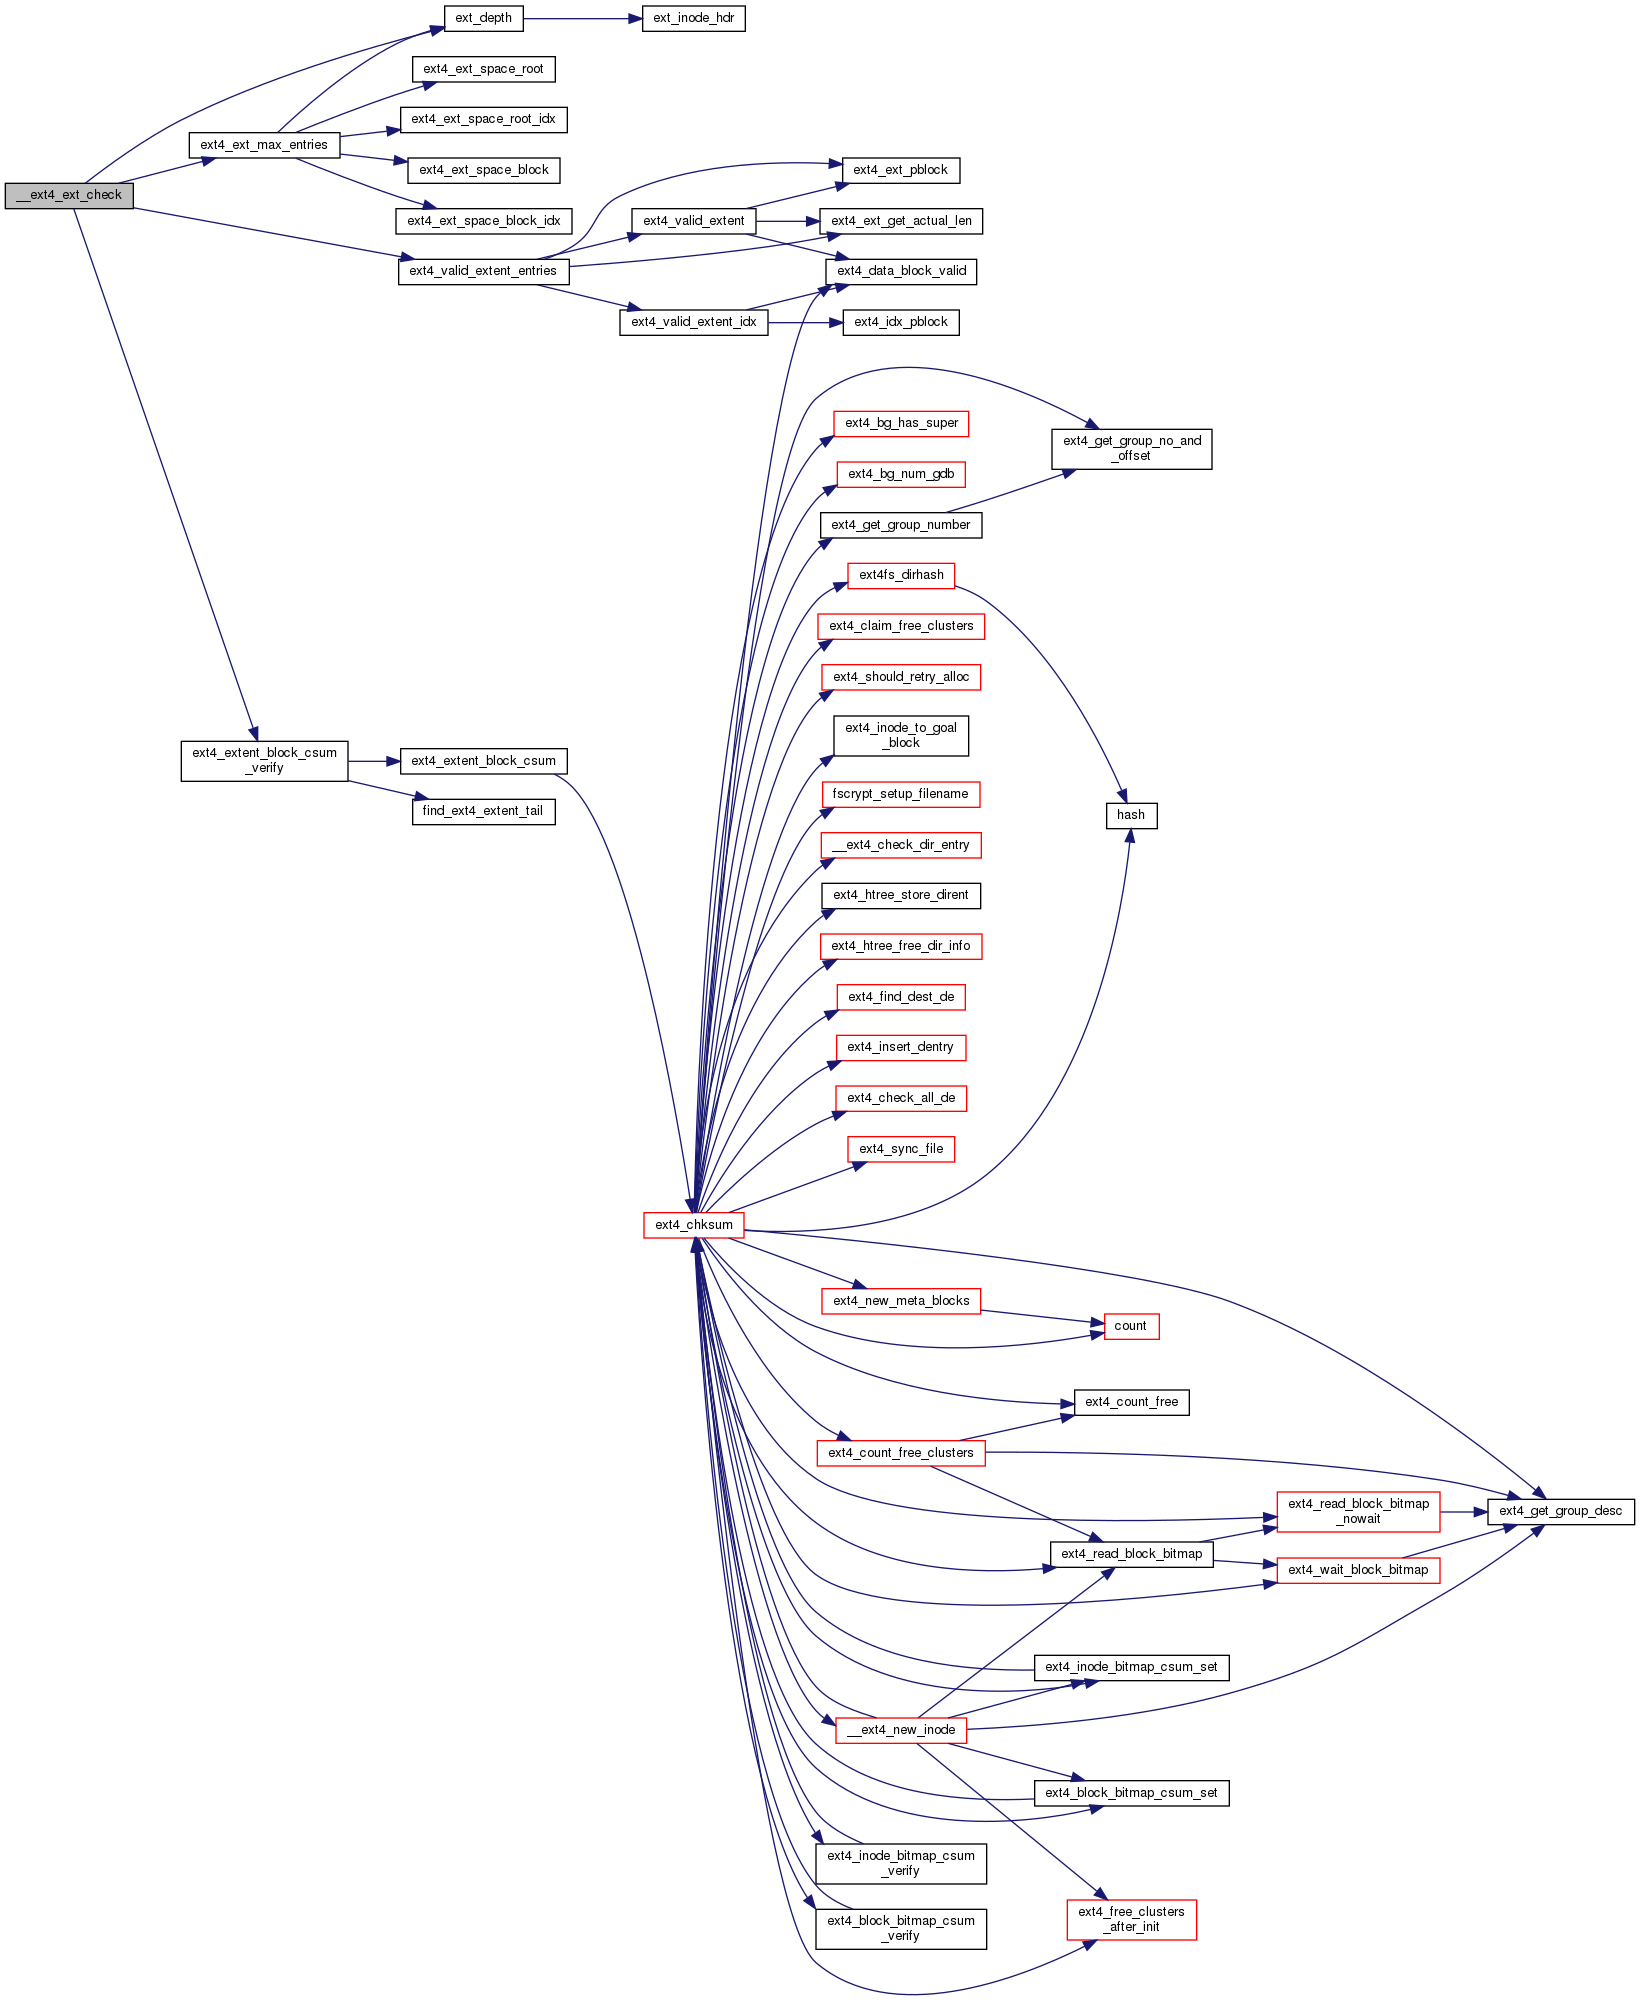 ext_depth
ext_inode_hdr
ext4_ext_space_root
ext4_ext_space_root_idx
ext4_ext_max_entries
ext4_ext_space_block
ext4_ext_pblock
__ext4_ext_check
ext4_ext_space_block_idx
ext4_valid_extent
ext4_ext_get_actual_len
ext4_valid_extent_entries
ext4_data_block_valid
ext4_valid_extent_idx
ext4_idx_pblock
ext4_bg_has_super
ext4_get_group_no_and
_offset
ext4_bg_num_gdb
ext4_get_group_number
ext4fs_dirhash
ext4_claim_free_clusters
ext4_should_retry_alloc
ext4_inode_to_goal
_block
ext4_extent_block_csum
_verify
ext4_extent_block_csum
fscrypt_setup_filename
find_ext4_extent_tail
hash
__ext4_check_dir_entry
ext4_htree_store_dirent
ext4_htree_free_dir_info
ext4_find_dest_de
ext4_insert_dentry
ext4_check_all_de
ext4_sync_file
ext4_chksum
ext4_new_meta_blocks
count
ext4_count_free
ext4_count_free_clusters
ext4_read_block_bitmap
_nowait
ext4_get_group_desc
ext4_read_block_bitmap
ext4_wait_block_bitmap
ext4_inode_bitmap_csum_set
__ext4_new_inode
ext4_block_bitmap_csum_set
ext4_inode_bitmap_csum
_verify
ext4_block_bitmap_csum
_verify
ext4_free_clusters
_after_init